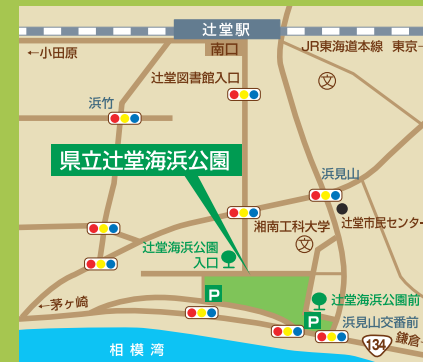 辻堂駅
南口
JR東海道本線 東京→
←小田原
文
辻堂図書館入口
浜竹
県立辻堂海浜公園
浜見山
湘南工科大学
辻堂市民センター
文
辻堂海浜公園
入口
P
辻堂海浜公園前
←茅ヶ崎
P
浜見山交番前
134
鎌倉→
相模湾